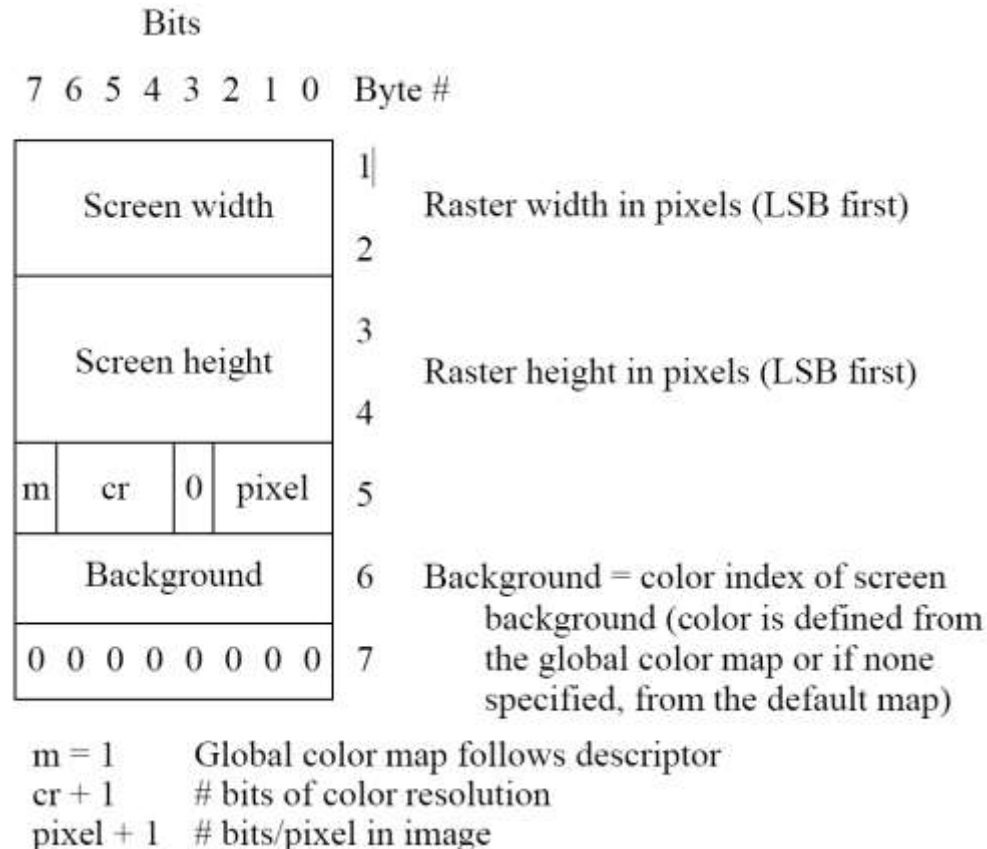 Bits
7 6 5 4 3 2 1 0 Byte #
1
Screen width Raster width in pixels (LSB first)
2
3
Screen height Raster height in pixels (LSB first)
4
m cr 0 pixel 5
Background 6 Background = color index of screen
background (color is defined from
0 0 0 0 0 0 0 0 7 the global color map or if none
specified, from the default map)
m = 1 Global color map follows descriptor
cr + 1 # bits of color resolution
pixel + 1 # bits/pixel in image